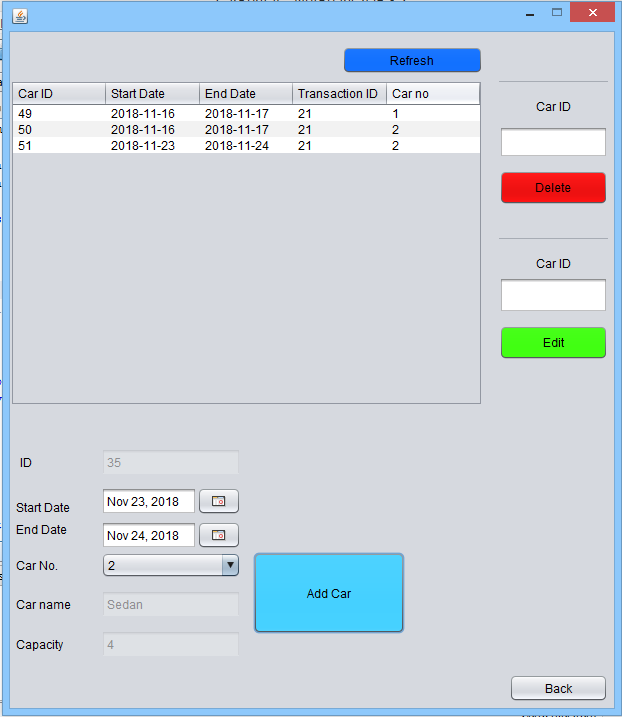 Refresh
Car ID Start Date End Date Transaction ID Car no
49 2018-11-16 2018-11-17 21 1
50 2018-11-16 2018-11-17 21 2
51 2018-11-23 2018-11-24 21 2
Car ID
Delete
Car ID
Edit
ID 35
Start Date Nov 23, 2018
End Date Nov 24, 2018
Car No. 2
Car name Sedan
Capacity 4
Add Car
Back